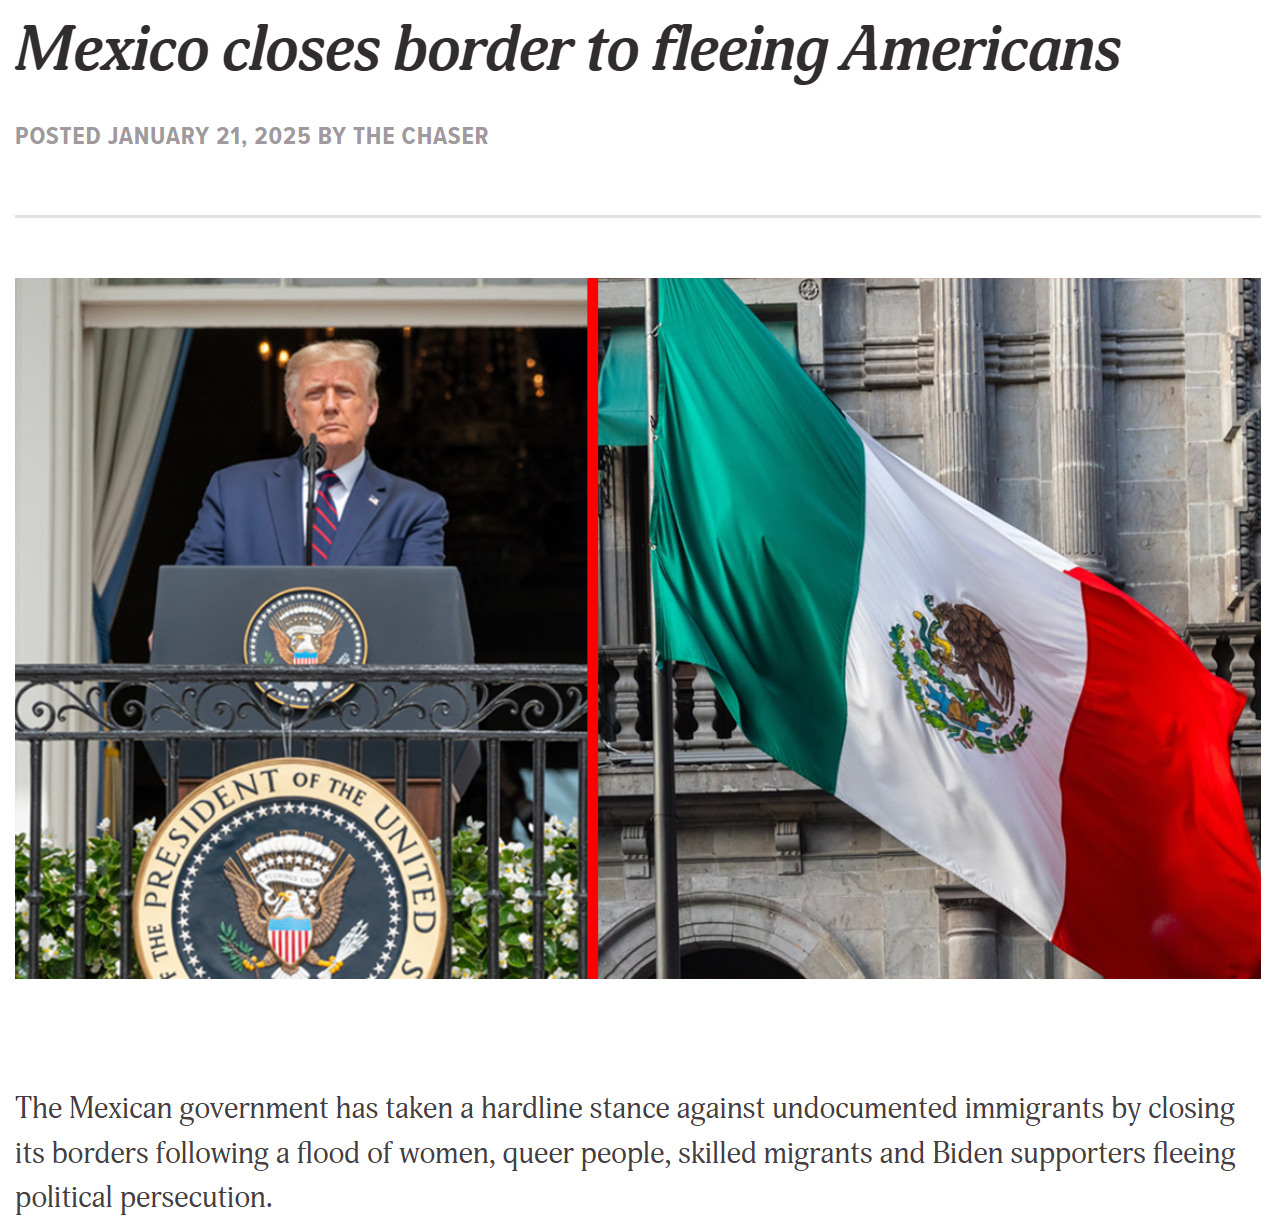 Mexico closes border to fleeing Americans
POSTED JANUARY 21, 2025 BY THE CHASER
THE PRESIDENT OF THE UNITED S
The Mexican government has taken a hardline stance against undocumented immigrants by closing
its borders following a flood of women, queer people, skilled migrants and Biden supporters fleeing
political persecution.